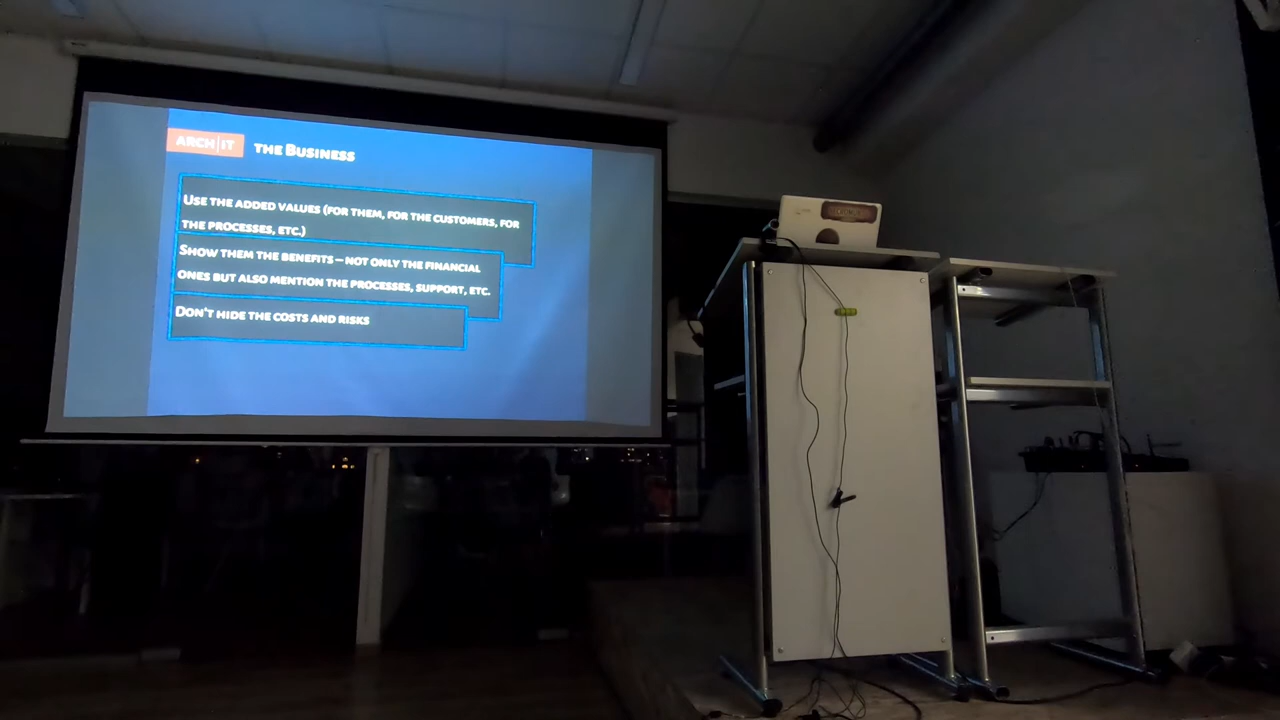 ARCH|IT
THE BUSINESS
USE THE ADDED VALUES (FOR THEM, FOR THE CUSTOMERS, FOR
THE PROCESSES, ETC.)
SHOW THEM THE BENEFITS – NOT ONLY THE FINANCIAL
ONES BUT ALSO MENTION THE PROCESSES, SUPPORT, ETC.
DON'T HIDE THE COSTS AND RISKS